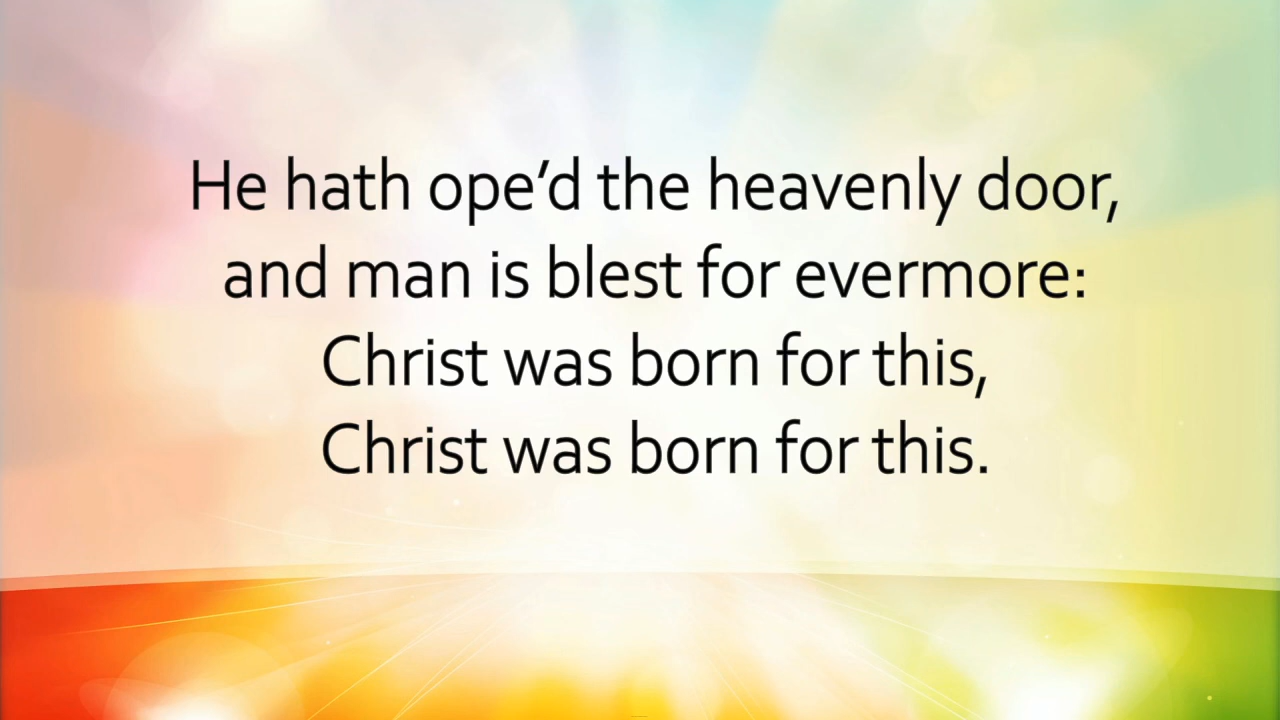 He hath ope’d the heavenly door,
and man is blest for evermore:
Christ was born for this,
Christ was born for this.